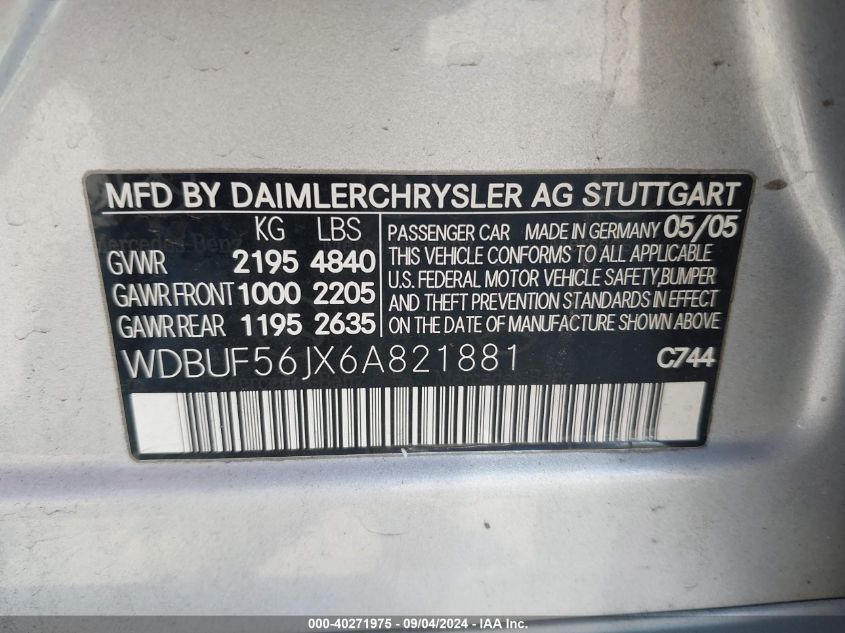 MFD BY DAIMLERCHRYSLER AG STUTTGART
KG LBS
GVWR 2195 4840
GAWR FRONT 1000 2205
GAWR REAR 1195 2635
PASSENGER CAR MADE IN GERMANY 05/05
THIS VEHICLE CONFORMS TO ALL APPLICABLE
U.S. FEDERAL MOTOR VEHICLE SAFETY, BUMPER
AND THEFT PREVENTION STANDARDS IN EFFECT
ON THE DATE OF MANUFACTURE SHOWN ABOVE
WDBUF56JX6A821881 C744
000-40271975 - 09/04/2024 - IAAI.COM